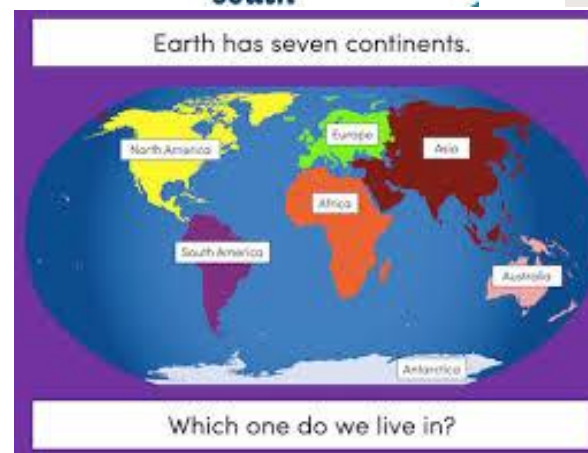 south.
Earth has seven continents.
North America
Europe
Asia
Africa
South America
Australia
Antarctica
Which one do we live in?